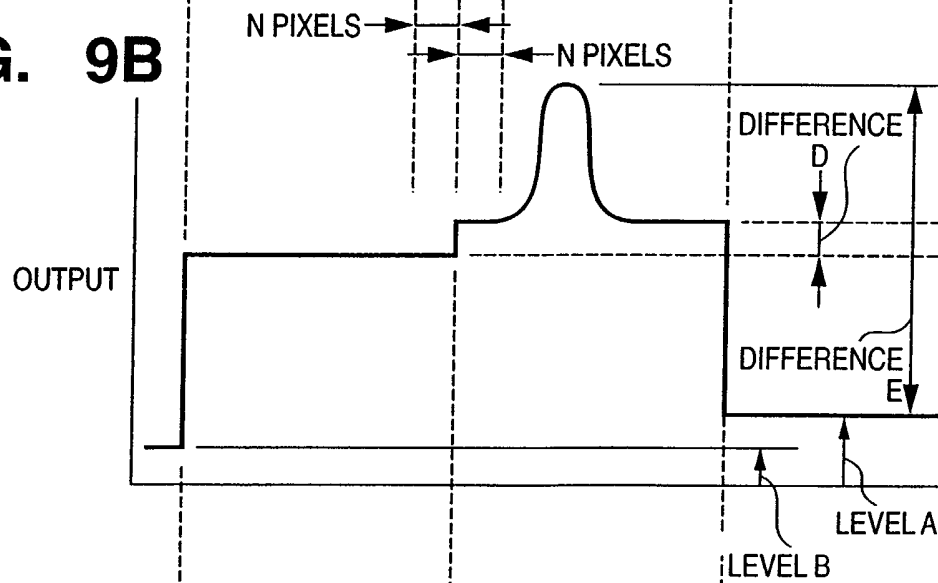 N PIXELS
G. 9B
N PIXELS
DIFFERENCE
D
OUTPUT
DIFFERENCE
E
LEVEL A
LEVEL B